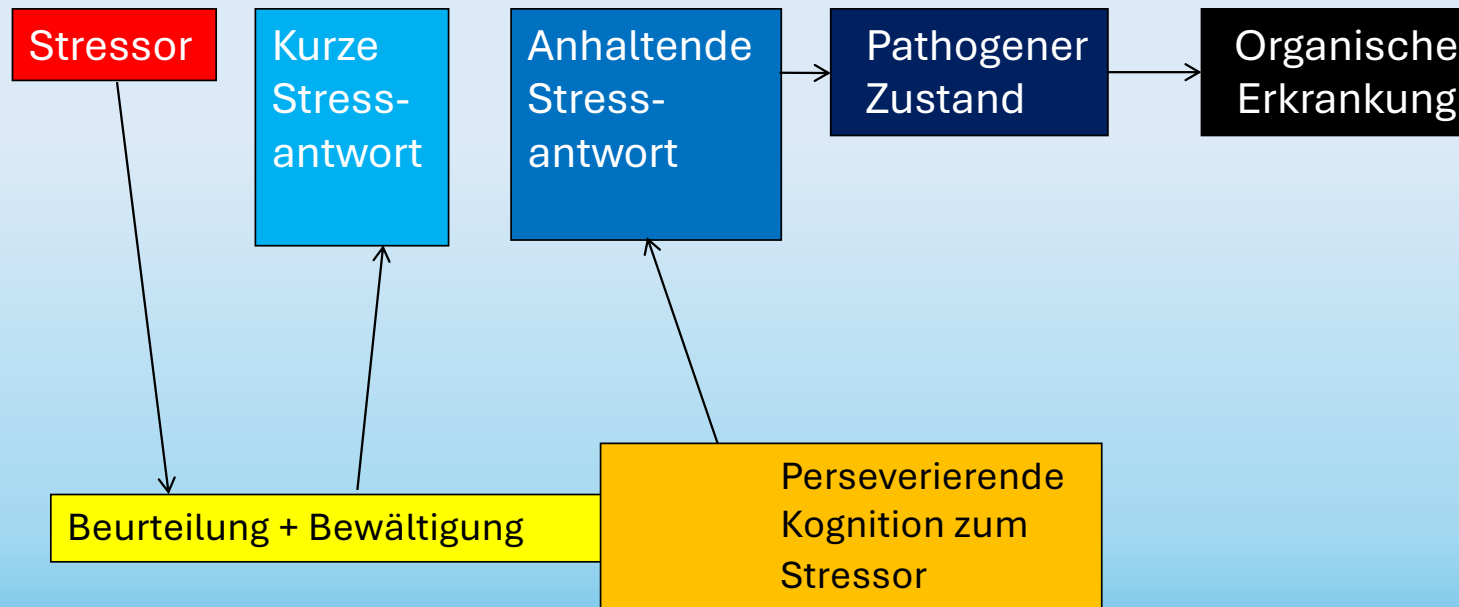 Stressor
Kurze
Stress-
antwort
Anhaltende
Stress-
antwort
Pathogener
Zustand
Organische
Erkrankung
Beurteilung + Bewältigung
Perseverierende
Kognition zum
Stressor